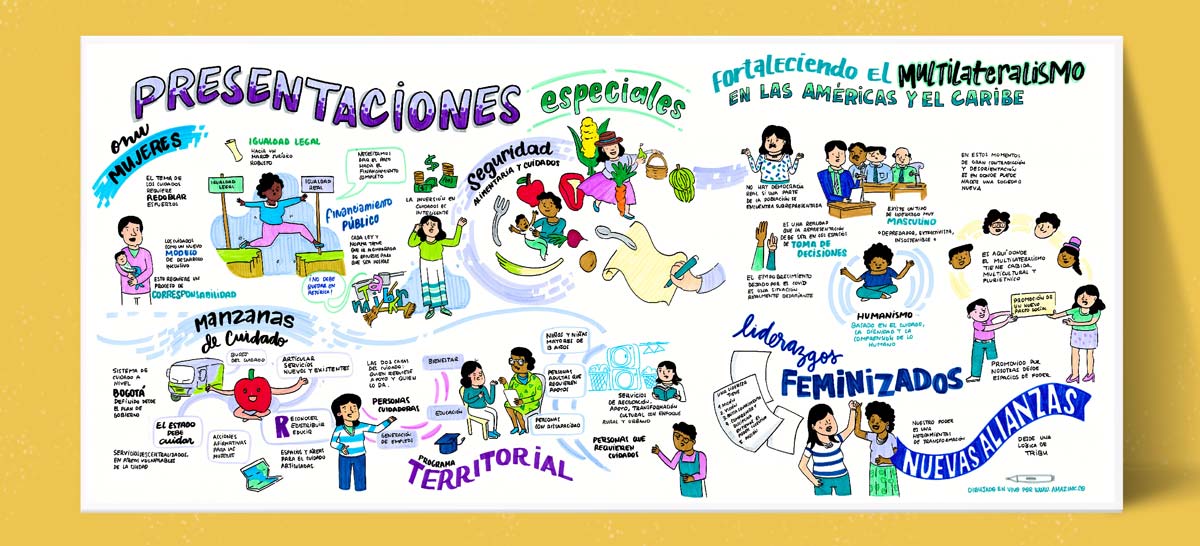 PRESENTACIONES
especiales
Fortaleciendo El MULTilateralisMO
EN LAS AMÉRICAS Y EL CARIBE
onu
MUJERES
IGUALDAD LEGAL
HACIA UN
MARCO JURÍDICO
ROBUSTO
EL TEMA DE
LOS CUIDADOS
REQUIERE
REDOBLAR
ESFUERZOS
IGUALDAD
LEGAL
IGUALDAD
REAL
NECESITAMOS
DAR EL PASO
HACIA EL
FINANCIAMIENTO
COMPLETO
LOS CUIDADOS
COMO UN NUEVO
MODELO
DE DESARROLLO
INCLUSIVO
ESTO REQUIERE UN
PROCESO DE
CORRESPONSABILIDAD
Financiamiento
PÚBLICO
CADA LEY Y
NORMA TIENE
QUE IR ACOMPAÑADA
DE RECURSOS PARA
QUE SEA VIABLE
¡NO DEBE
QUEDAR EN
RETÓRICA!
LA INVERSIÓN EN
CUIDADOS ES
INTELIGENTE
Seguridad
ALIMENTARIA Y CUIDADOS
NO HAY DEMOCRACIA
REAL SI UNA PARTE
DE LA POBLACIÓN SE
ENCUENTRA SUBREPRESENTADA
ES UNA REALIDAD
QUE LA REPRESENTACIÓN
DEBE SER EN LOS ESPACIOS
DE TOMA DE
DECISIONES
EL EMPOBRECIMIENTO
DEJADO POR EL COVID
ES UNA SITUACIÓN
REALMENTE DESAFIANTE
EXISTE UN TIPO
DE LIDERAZGO MUY
MASCULINO
"DEPREDADOR, EXTRACTIVISTA,
INSOSTENIBLE"
EN ESTOS MOMENTOS
DE GRAN CONTRADICCIÓN
Y DESORIENTACIÓN
ES EN DONDE PUEDE
NACER UNA SOCIEDAD
NUEVA
ES AQUÍ DONDE
EL MULTILATERALISMO
TIENE CABIDA,
MULTICULTURAL Y
PLURIÉTNICO
HUMANISMO
BASADO EN EL CUIDADO,
LA DIGNIDAD Y LA
COMPRENSIÓN DE LO
HUMANO
PROMOCIÓN DE
UN NUEVO
PACTO SOCIAL
PROMOVIDO POR
NOSOTRAS DESDE
ESPACIOS DE PODER
Manzanas
de Cuidado
SISTEMA DE
CUIDADO A
NIVEL
BOGOTÁ
DEFINIDO DESDE
EL PLAN DE
GOBIERNO
BUSES
DEL CUIDADO
ARTICULAR
SERVICIOS
NUEVOS Y EXISTENTES
EL ESTADO
DEBE
cuidar
SERVICIOS DESCENTRALIZADOS,
EN ÁREAS VULNERABLES
DE LA CIUDAD
ACCIONES
AFIRMATIVAS
PARA LAS
MUJERES
RECONOCER
REDISTRIBUIR
REDUCIR
ESPACIOS Y ÁREAS
PARA EL CUIDADO
ARTICULADAS
LAS DOS CARAS
DEL CUIDADO:
QUIEN REQUIERE
APOYO Y QUIEN
LO DA.
PERSONAS
CUIDADORAS
BIENESTAR
EDUCACIÓN
GENERACIÓN
DE EMPLEO
PROGRAMA
TERRITORIAL
NIÑOS Y NIÑAS
MAYORES DE
13 AÑOS
PERSONAS
ADULTAS QUE
REQUIEREN
APOYO
PERSONAS
CON DISCAPACIDAD
SERVICIOS
DE RECREACIÓN,
APOYO, TRANSFORMACIÓN
CULTURAL CON ENFOQUE
RURAL Y URBANO
PERSONAS QUE
REQUIEREN
CUIDADOS
liderazgos
FEMINIZADOS
NUESTRO PODER
ES UNA
HERRAMIENTAS
DE TRANSFORMACIÓN
NUEVAS ALIANZAS
DESDE UNA
LÓGICA DE
TRIBU
DIBUJADO EN VIVO POR WWW.AMAZINK.CO